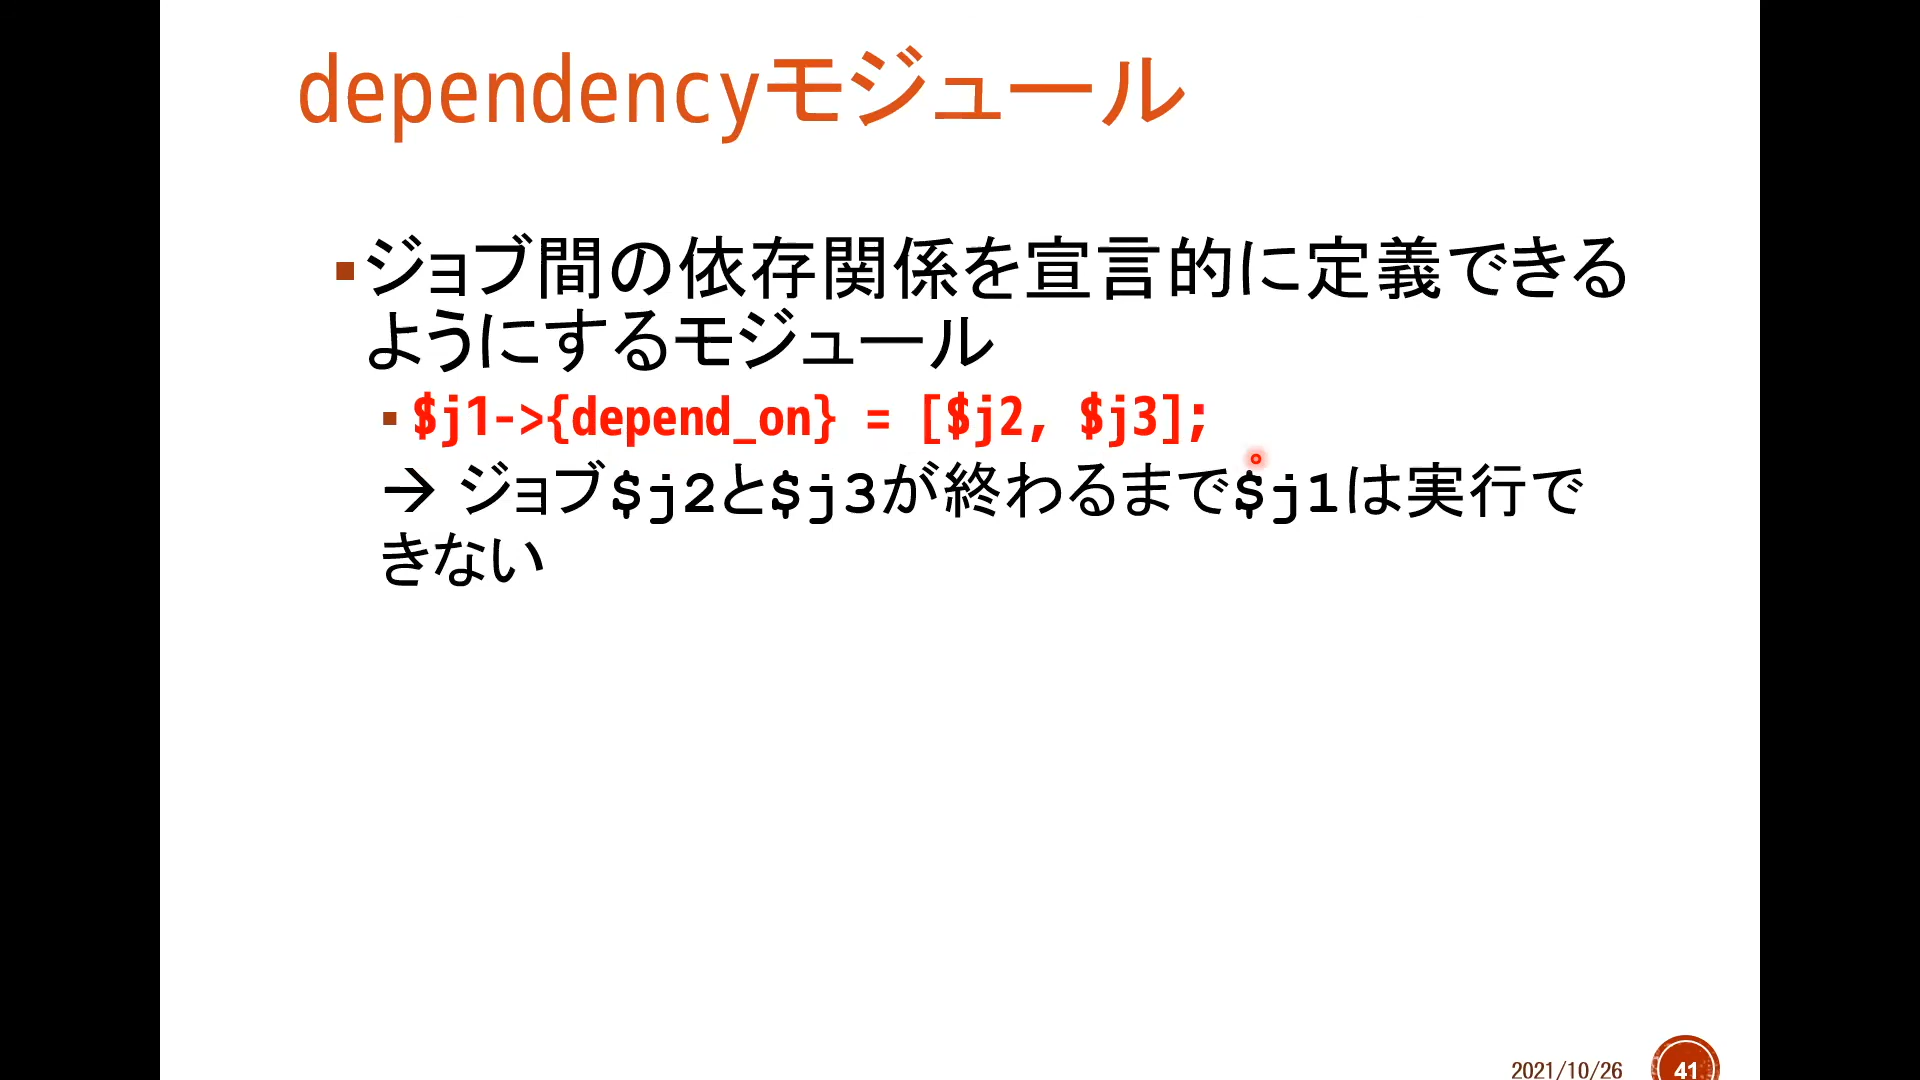 dependencyモジュール
▪ジョブ間の依存関係を宣言的に定義できる
ようにするモジュール
▪$j1->{depend_on} = [$j2, $j3];
→ ジョブ$j2と$j3が終わるまで$j1は実行で
きない
2021/10/26
41